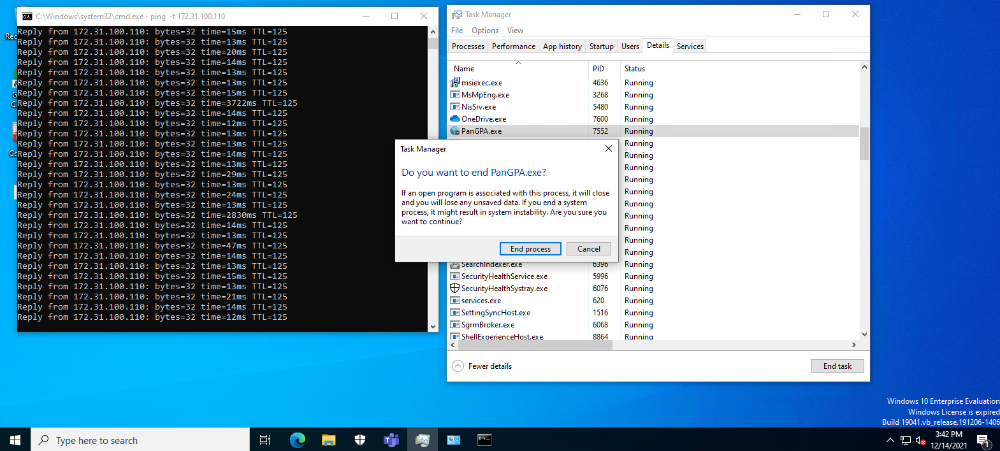 C:\Windows\system32\cmd.exe - ping  -t 172.31.100.110
Reply from 172.31.100.110: bytes=32 time=15ms TTL=125
Reply from 172.31.100.110: bytes=32 time=13ms TTL=125
Reply from 172.31.100.110: bytes=32 time=20ms TTL=125
Reply from 172.31.100.110: bytes=32 time=14ms TTL=125
Reply from 172.31.100.110: bytes=32 time=13ms TTL=125
Reply from 172.31.100.110: bytes=32 time=13ms TTL=125
Reply from 172.31.100.110: bytes=32 time=15ms TTL=125
Reply from 172.31.100.110: bytes=32 time=3722ms TTL=125
Reply from 172.31.100.110: bytes=32 time=14ms TTL=125
Reply from 172.31.100.110: bytes=32 time=12ms TTL=125
Reply from 172.31.100.110: bytes=32 time=13ms TTL=125
Reply from 172.31.100.110: bytes=32 time=13ms TTL=125
Reply from 172.31.100.110: bytes=32 time=14ms TTL=125
Reply from 172.31.100.110: bytes=32 time=13ms TTL=125
Reply from 172.31.100.110: bytes=32 time=29ms TTL=125
Reply from 172.31.100.110: bytes=32 time=13ms TTL=125
Reply from 172.31.100.110: bytes=32 time=24ms TTL=125
Reply from 172.31.100.110: bytes=32 time=13ms TTL=125
Reply from 172.31.100.110: bytes=32 time=2830ms TTL=125
Reply from 172.31.100.110: bytes=32 time=14ms TTL=125
Reply from 172.31.100.110: bytes=32 time=13ms TTL=125
Reply from 172.31.100.110: bytes=32 time=47ms TTL=125
Reply from 172.31.100.110: bytes=32 time=14ms TTL=125
Reply from 172.31.100.110: bytes=32 time=13ms TTL=125
Reply from 172.31.100.110: bytes=32 time=15ms TTL=125
Reply from 172.31.100.110: bytes=32 time=13ms TTL=125
Reply from 172.31.100.110: bytes=32 time=21ms TTL=125
Reply from 172.31.100.110: bytes=32 time=14ms TTL=125
Reply from 172.31.100.110: bytes=32 time=12ms TTL=125
Rec
G
C
Co
Task Manager
File Options View
Processes Performance App history Startup Users Details Services
Name PID Status
msiexec.exe 4636 Running
MsMpEng.exe 3268 Running
NisSrv.exe 5480 Running
OneDrive.exe 7600 Running
PanGPA.exe 7552 Running
Running
Running
Running
Running
Running
Running
Running
Running
Running
Running
SearchIndexer.exe 6396 Running
SecurityHealthService.exe 5996 Running
SecurityHealthSystray.exe 6076 Running
services.exe 620 Running
SettingSyncHost.exe 1516 Running
SgrmBroker.exe 6068 Running
ShellExperienceHost.exe 8864 Running
Fewer details
End task
Task Manager
Do you want to end PanGPA.exe?
If an open program is associated with this process, it will close
and you will lose any unsaved data. If you end a system
process, it might result in system instability. Are you sure you
want to continue?
End process Cancel
Windows 10 Enterprise Evaluation
Windows License is expired
Build 19041.vb_release.191206-1406
Type here to search
3:42 PM
12/14/2021
1